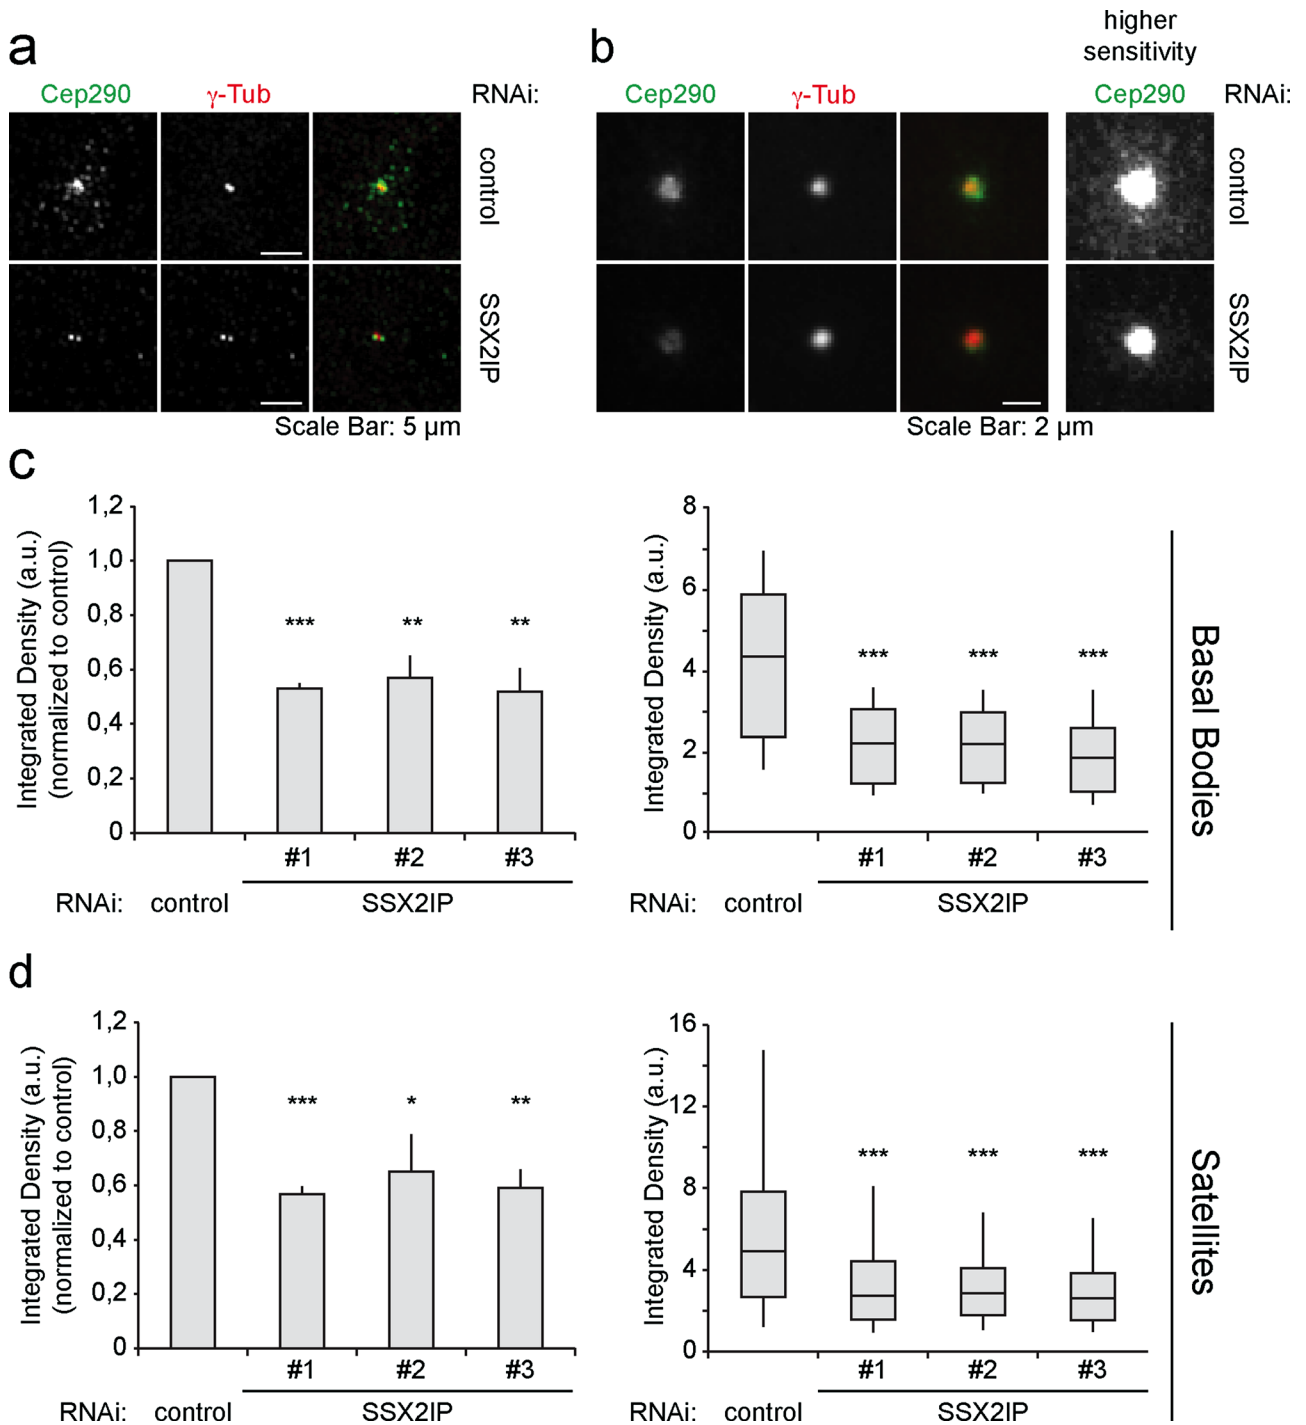 a
Cep290 γ-Tub RNAi:
control
SSX2IP
Scale Bar: 5 µm
b
higher
sensitivity
Cep290 γ-Tub Cep290 RNAi:
control
SSX2IP
Scale Bar: 2 µm
c
Integrated Density (a.u.)
(normalized to control)
1,2
1,0
0,8
0,6
0,4
0,2
0
*** ** **
#1 #2 #3
RNAi: control SSX2IP
Integrated Density (a.u.)
8
6
4
2
0
*** *** ***
#1 #2 #3
RNAi: control SSX2IP
Basal Bodies
d
Integrated Density (a.u.)
(normalized to control)
1,2
1,0
0,8
0,6
0,4
0,2
0
*** * **
#1 #2 #3
RNAi: control SSX2IP
Integrated Density (a.u.)
16
12
8
4
0
*** *** ***
#1 #2 #3
RNAi: control SSX2IP
Satellites